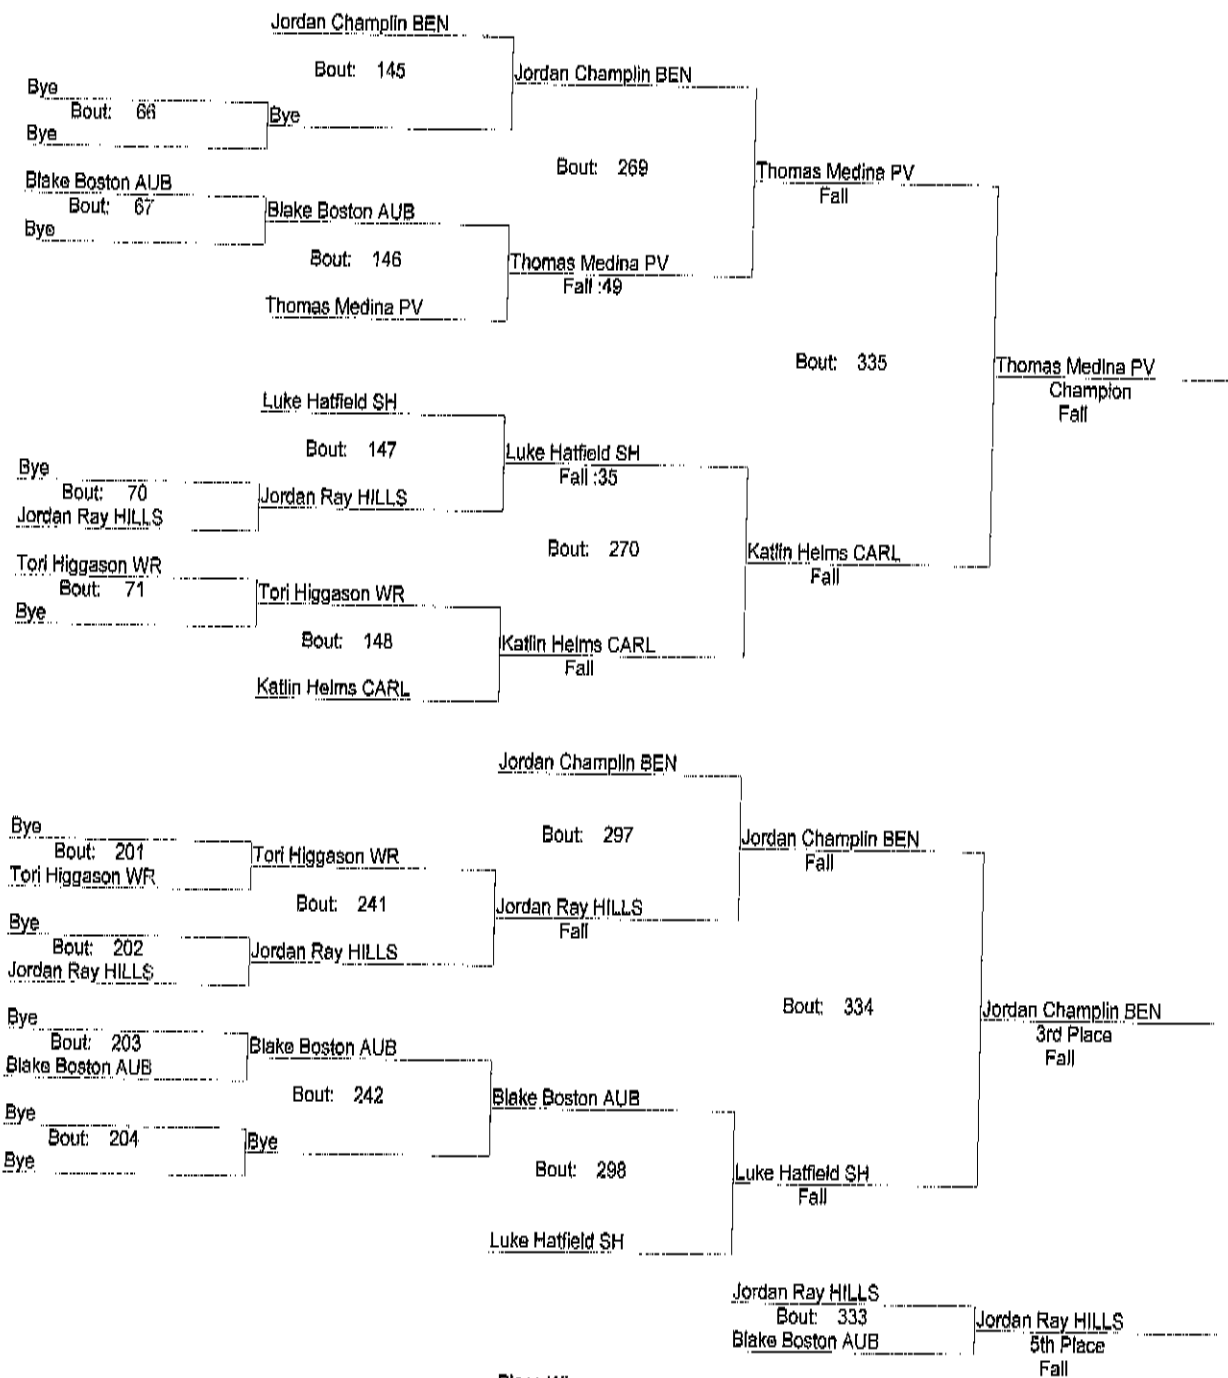 Jordan Champlin BEN
Bout: 145
Jordan Champlin BEN
Bye
Bout: 66
Bye
Bye
Bout: 269
Thomas Medina PV
Fall
Blake Boston AUB
Bout: 67
Blake Boston AUB
Bye
Bout: 146
Thomas Medina PV
Fall :49
Thomas Medina PV
Bout: 335
Thomas Medina PV
Champion
Fall
Luke Hatfield SH
Bout: 147
Luke Hatfield SH
Fall :35
Bye
Bout: 70
Jordan Ray HILLS
Jordan Ray HILLS
Bout: 270
Katlin Helms CARL
Fall
Tori Higgason WR
Bout: 71
Tori Higgason WR
Bye
Bout: 148
Katlin Helms CARL
Fall
Katlin Helms CARL
Jordan Champlin BEN
Bout: 297
Jordan Champlin BEN
Fall
Bye
Bout: 201
Tori Higgason WR
Tori Higgason WR
Bout: 241
Jordan Ray HILLS
Fall
Bye
Bout: 202
Jordan Ray HILLS
Jordan Ray HILLS
Bout: 334
Jordan Champlin BEN
3rd Place
Fall
Bye
Bout: 203
Blake Boston AUB
Blake Boston AUB
Bout: 242
Blake Boston AUB
Bye
Bout: 204
Bye
Bye
Bout: 298
Luke Hatfield SH
Fall
Luke Hatfield SH
Jordan Ray HILLS
Bout: 333
Jordan Ray HILLS
Blake Boston AUB
5th Place
Fall